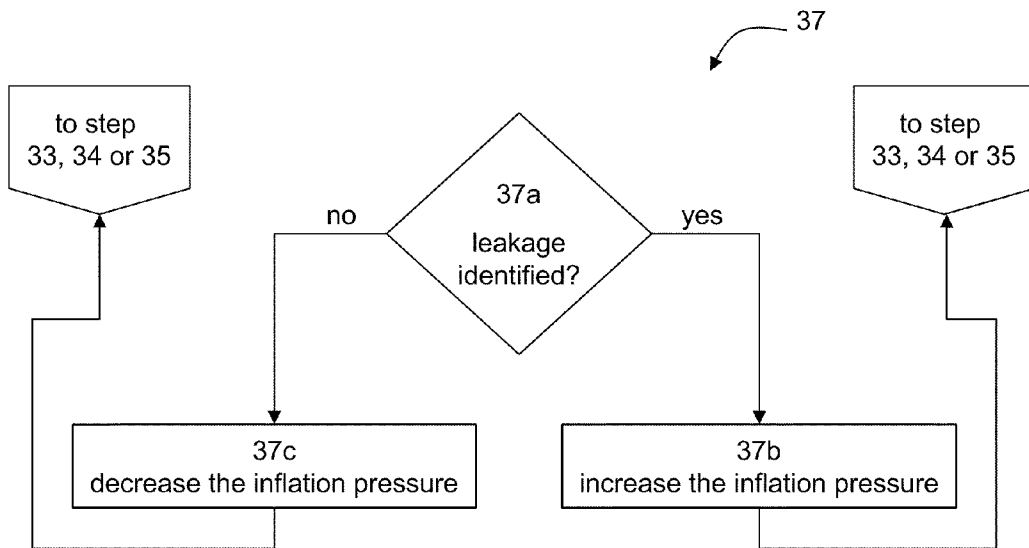 37
to step
33, 34 or 35
to step
33, 34 or 35
37a
leakage
identified?
no
yes
37c
decrease the inflation pressure
37b
increase the inflation pressure